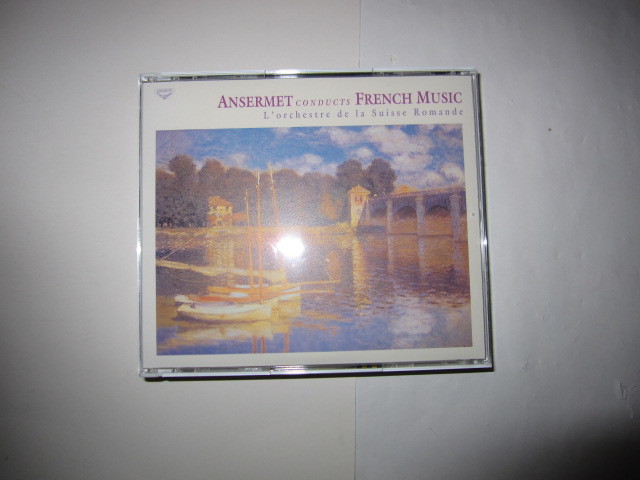 ANSERMET CONDUCTS FRENCH MUSIC
L'orchestre de la Suisse Romande